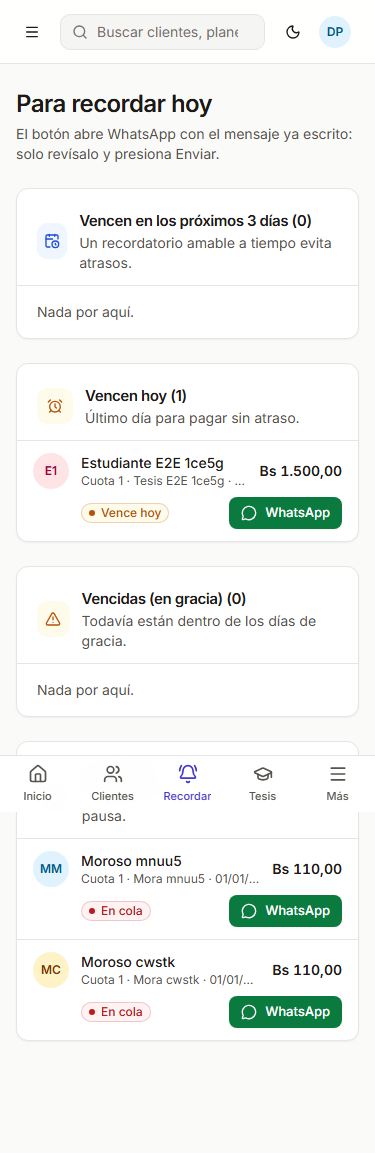 Buscar clientes, plane
DP
Para recordar hoy
El botón abre WhatsApp con el mensaje ya escrito:
solo revísalo y presiona Enviar.
Vencen en los próximos 3 días (0)
Un recordatorio amable a tiempo evita
atrasos.
Nada por aquí.
Vencen hoy (1)
Último día para pagar sin atraso.
E1
Estudiante E2E 1ce5g
Bs 1.500,00
Cuota 1 · Tesis E2E 1ce5g · ...
Vence hoy
WhatsApp
Vencidas (en gracia) (0)
Todavía están dentro de los días de
gracia.
Nada por aquí.
Inicio
Clientes
Recordar
Tesis
Más
pausa.
MM
Moroso mnuu5
Bs 110,00
Cuota 1 · Mora mnuu5 · 01/01/...
En cola
WhatsApp
MC
Moroso cwstk
Bs 110,00
Cuota 1 · Mora cwstk · 01/01/...
En cola
WhatsApp